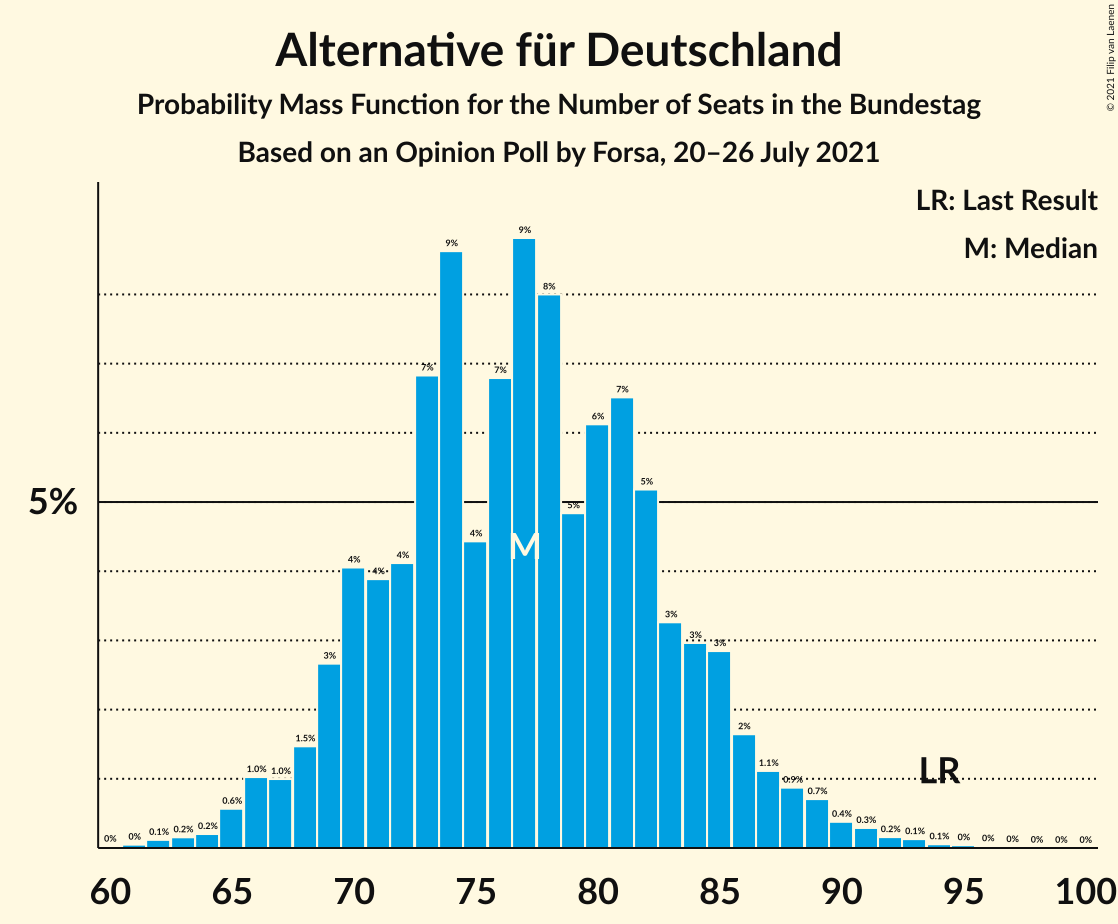 Alternative für Deutschland
Probability Mass Function for the Number of Seats in the Bundestag
Based on an Opinion Poll by Forsa, 20–26 July 2021
© 2021 Filip van Laenen
LR: Last Result
M: Median
5%
0% 0% 0.1% 0.2% 0.2% 0.6% 1.0% 1.0% 1.5% 3% 4% 4% 4% 7% 9% 4% 7% 9% 8% 5% 6% 7% 5% 3% 3% 3% 2% 1.1% 0.9% 0.7% 0.4% 0.3% 0.2% 0.1% 0.1% 0% 0% 0% 0% 0% 0%
M
LR
60 65 70 75 80 85 90 95 100